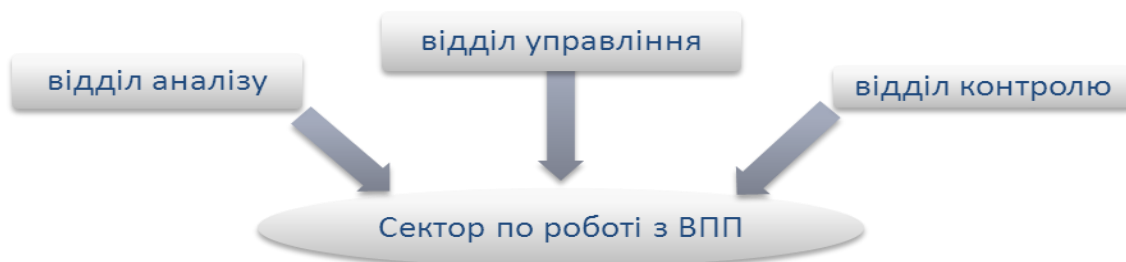 відділ управління
відділ аналізу
відділ контролю
Сектор по роботі з ВПП